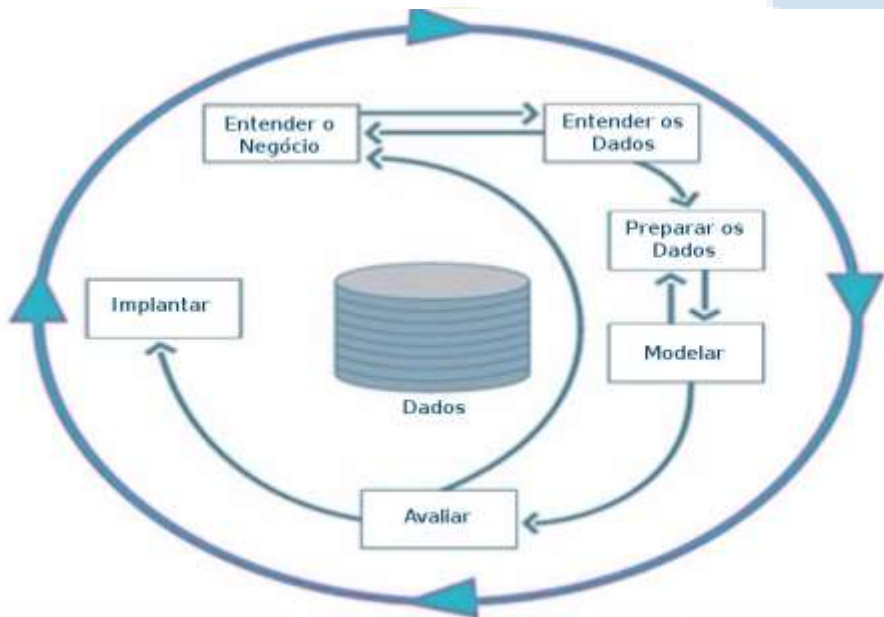 Entender o
Negócio
Entender os
Dados
Preparar os
Dados
Implantar
Modelar
Dados
Avaliar